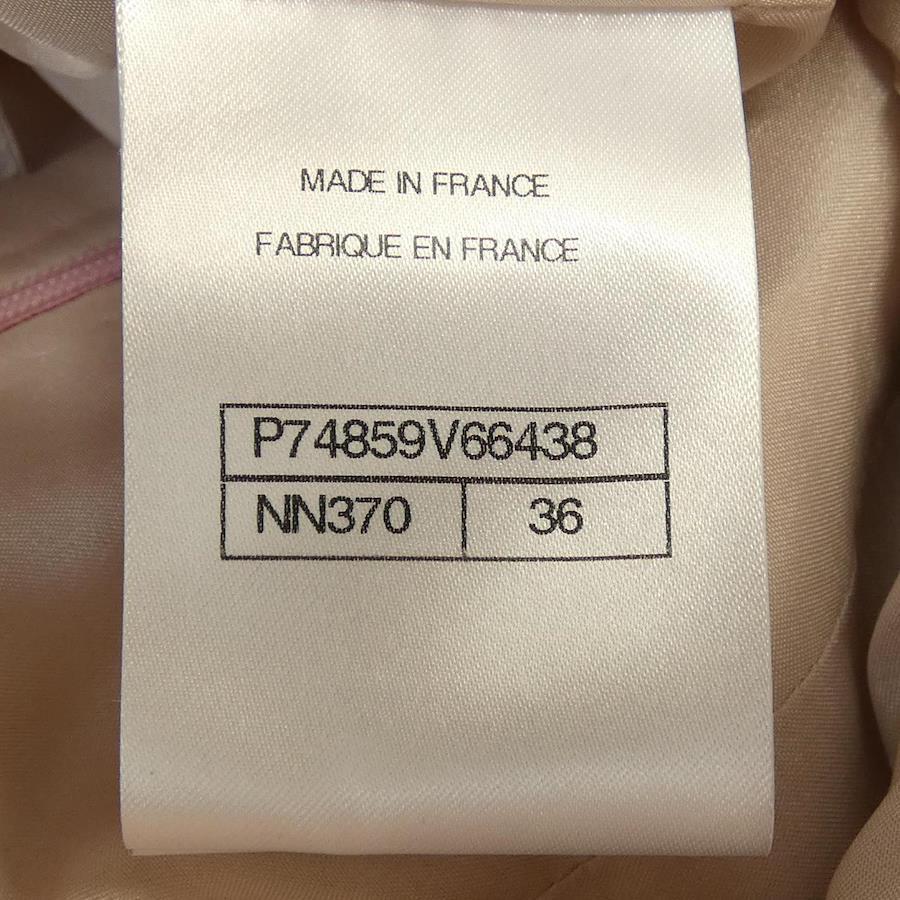 MADE IN FRANCE
FABRIQUE EN FRANCE
P74859V66438
NN370 36